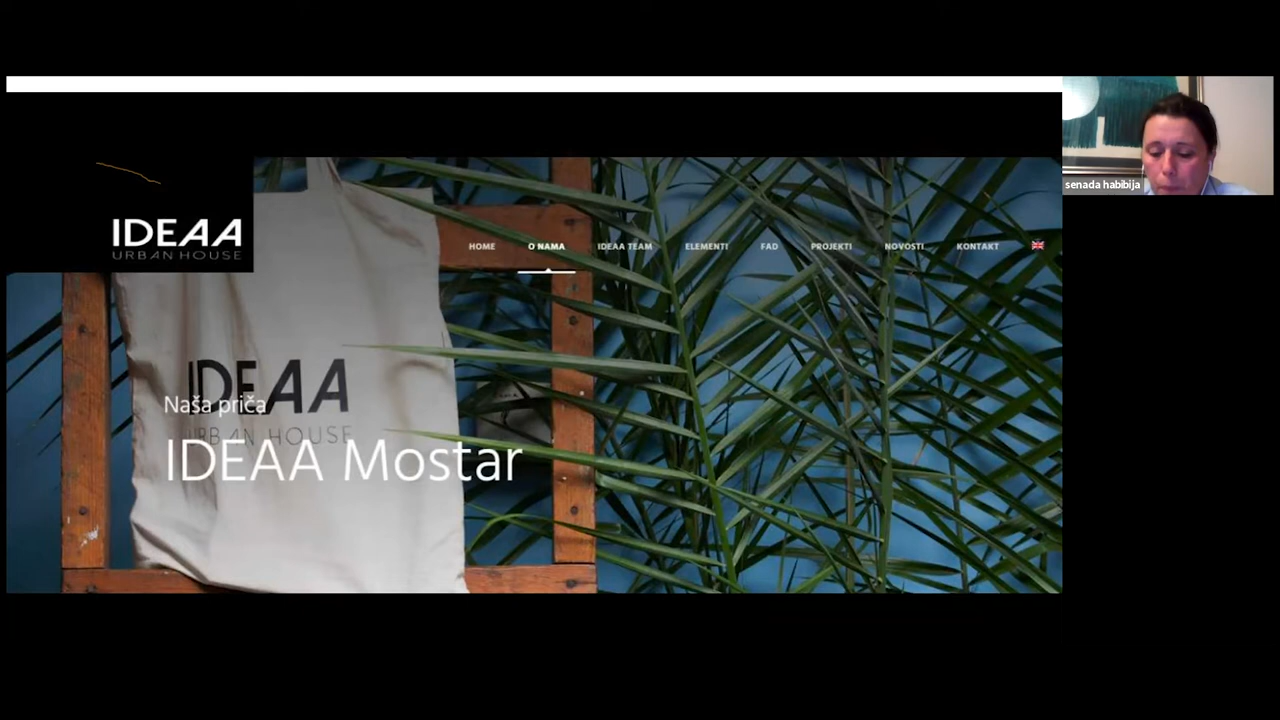 senada habibija
IDEAA
URBAN HOUSE
HOME O NAMA IDEAA TEAM ELEMENTI FAD PROJEKTI NOVOSTI KONTAKT
IDEAA
URBAN HOUSE
Naša priča
IDEAA Mostar